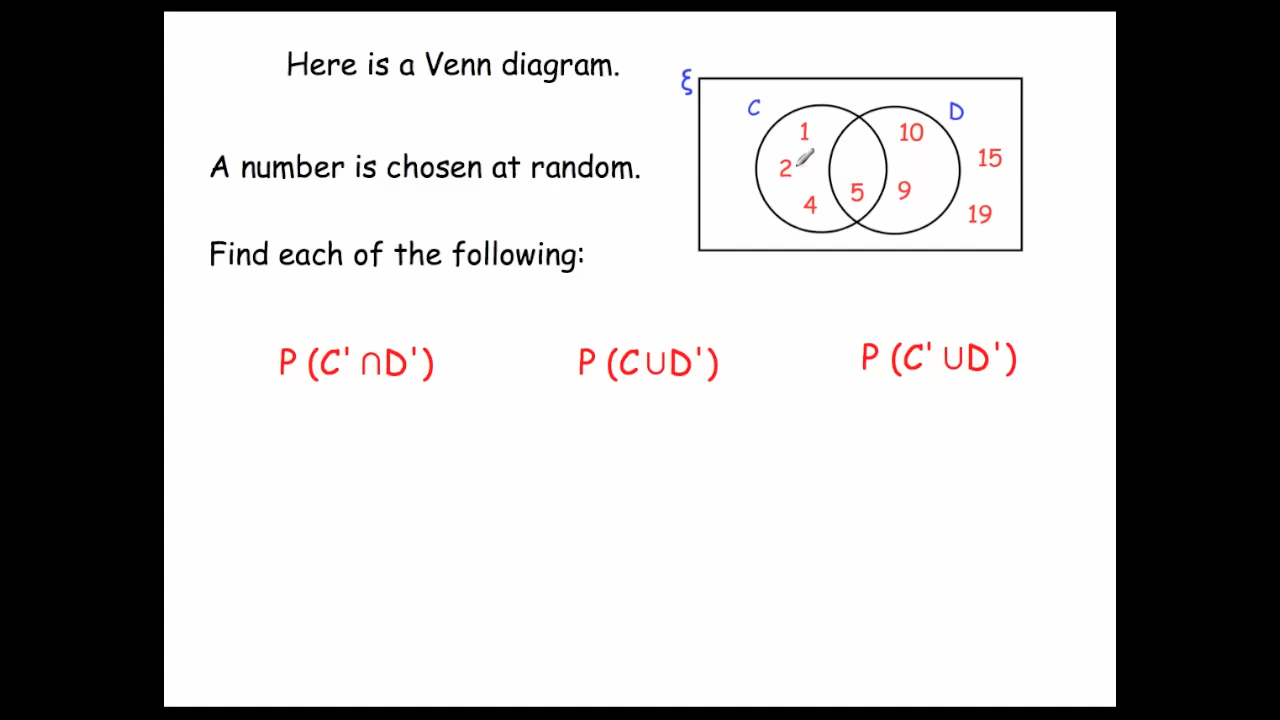 Here is a Venn diagram.
ξ
C
D
1
10
2
15
4
5
9
19
A number is chosen at random.
Find each of the following:
P (C' ∩D')
P (C∪D')
P (C' ∪D')